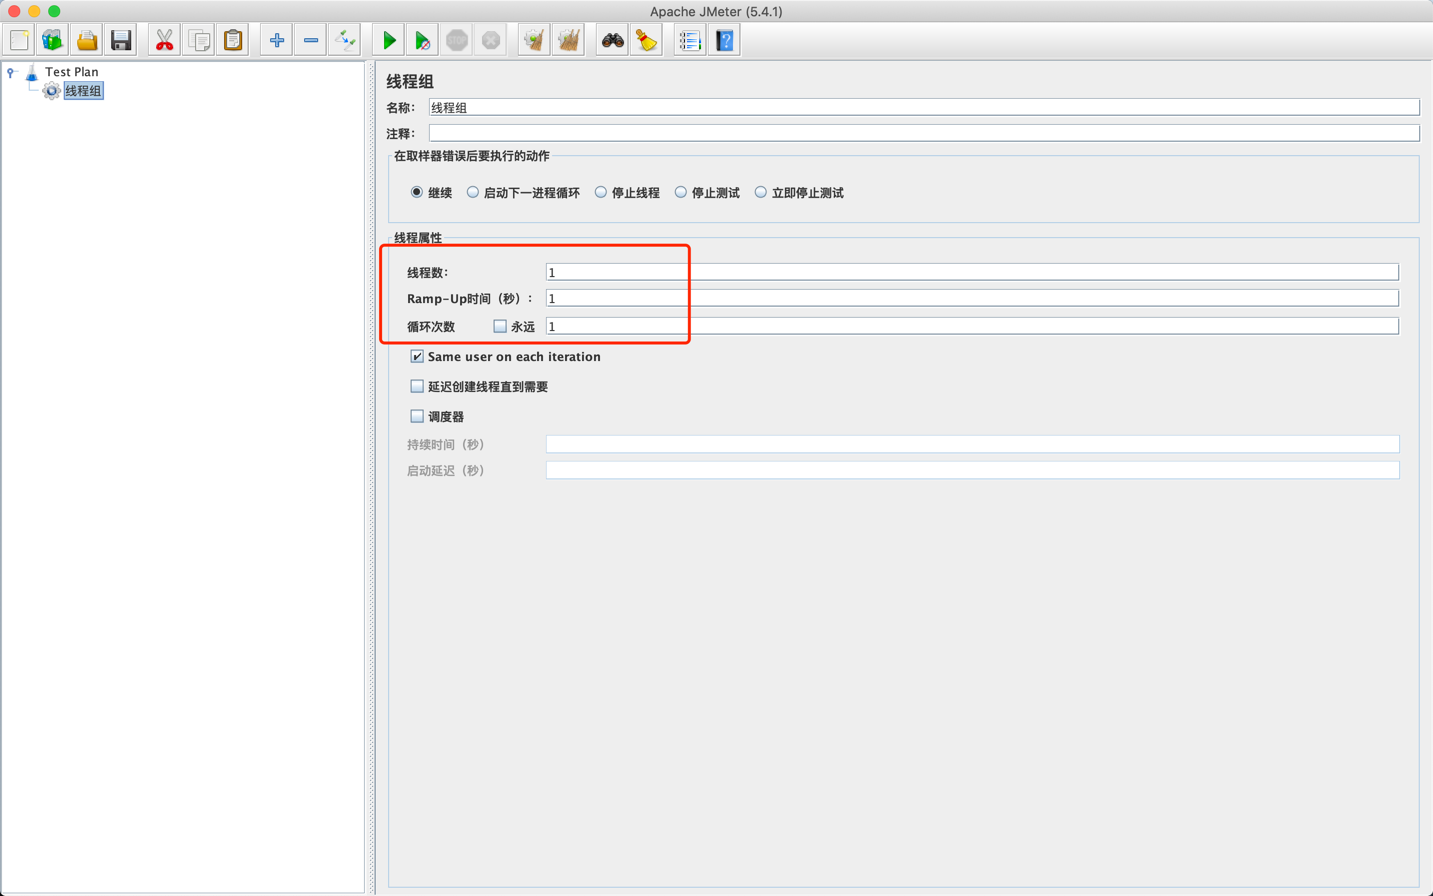 Apache JMeter (5.4.1)
STOP
Test Plan
线程组
线程组
名称： 线程组
注释：
在取样器错误后要执行的动作
继续 启动下一进程循环 停止线程 停止测试 立即停止测试
线程属性
线程数： 1
Ramp-Up时间（秒）： 1
循环次数 永远 1
Same user on each iteration
延迟创建线程直到需要
调度器
持续时间（秒）
启动延迟（秒）